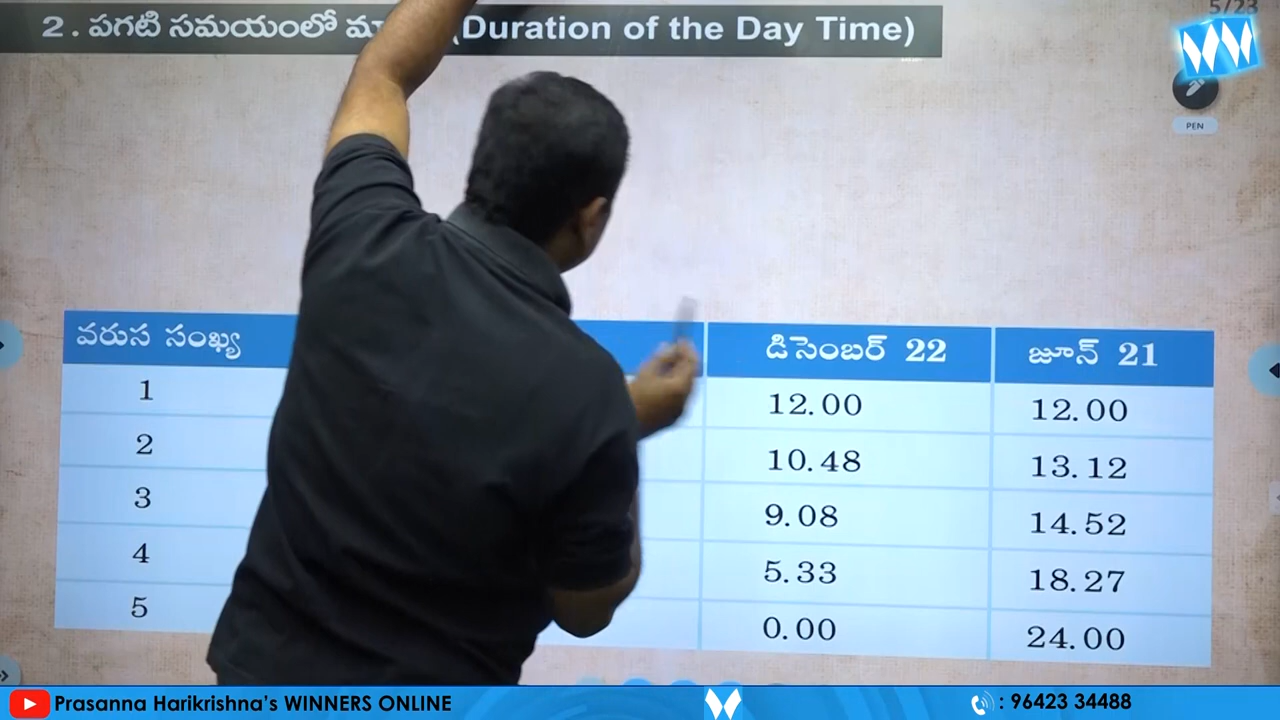 5/23
2 . పగటి సమయంలో (Duration of the Day Time)
PEN
వరుస సంఖ్య డిసెంబర్ 22 జూన్ 21
1 12.00 12.00
2 10.48 13.12
3 9.08 14.52
4 5.33 18.27
5 0.00 24.00
Prasanna Harikrishna's WINNERS ONLINE : 96423 34488